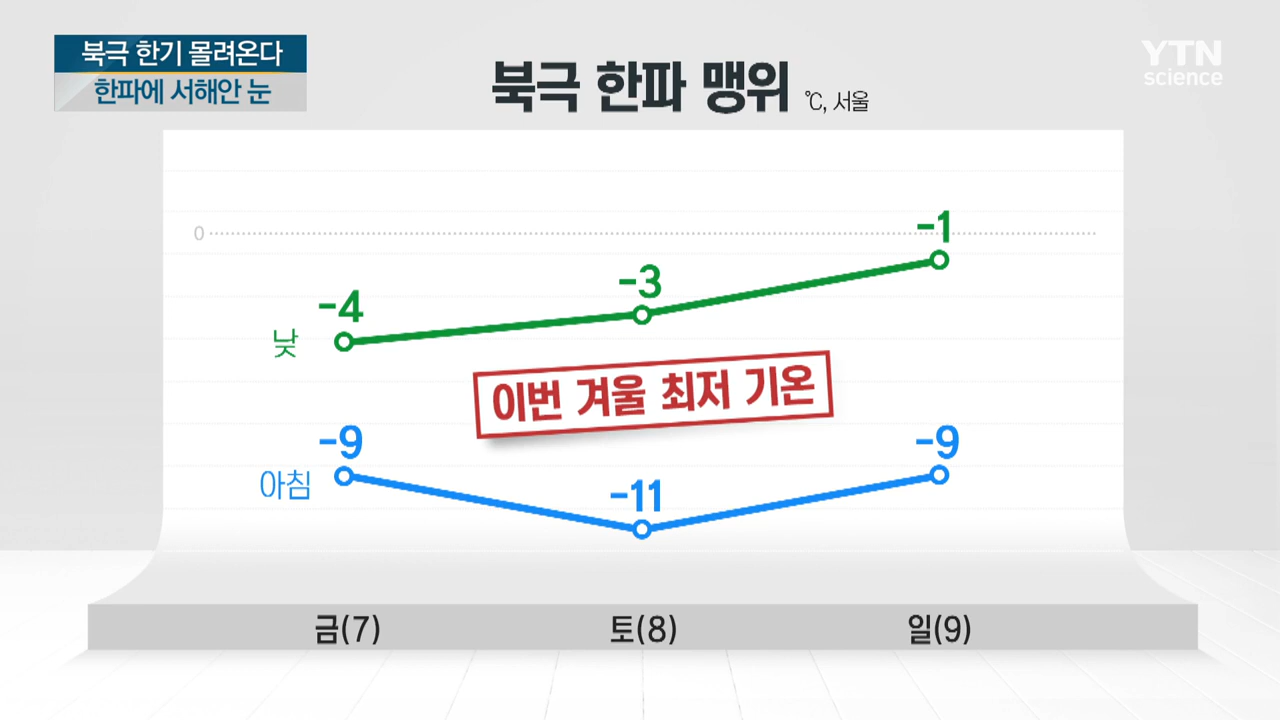 북극 한기 몰려온다
한파에 서해안 눈
북극 한파 맹위 ℃, 서울
YTN
science
0
-4
-3
-1
낮
이번 겨울 최저 기온
-9
-11
-9
아침
금(7)
토(8)
일(9)